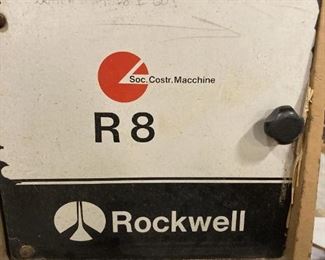 Soc. Costr. Macchine
R 8
Rockwell